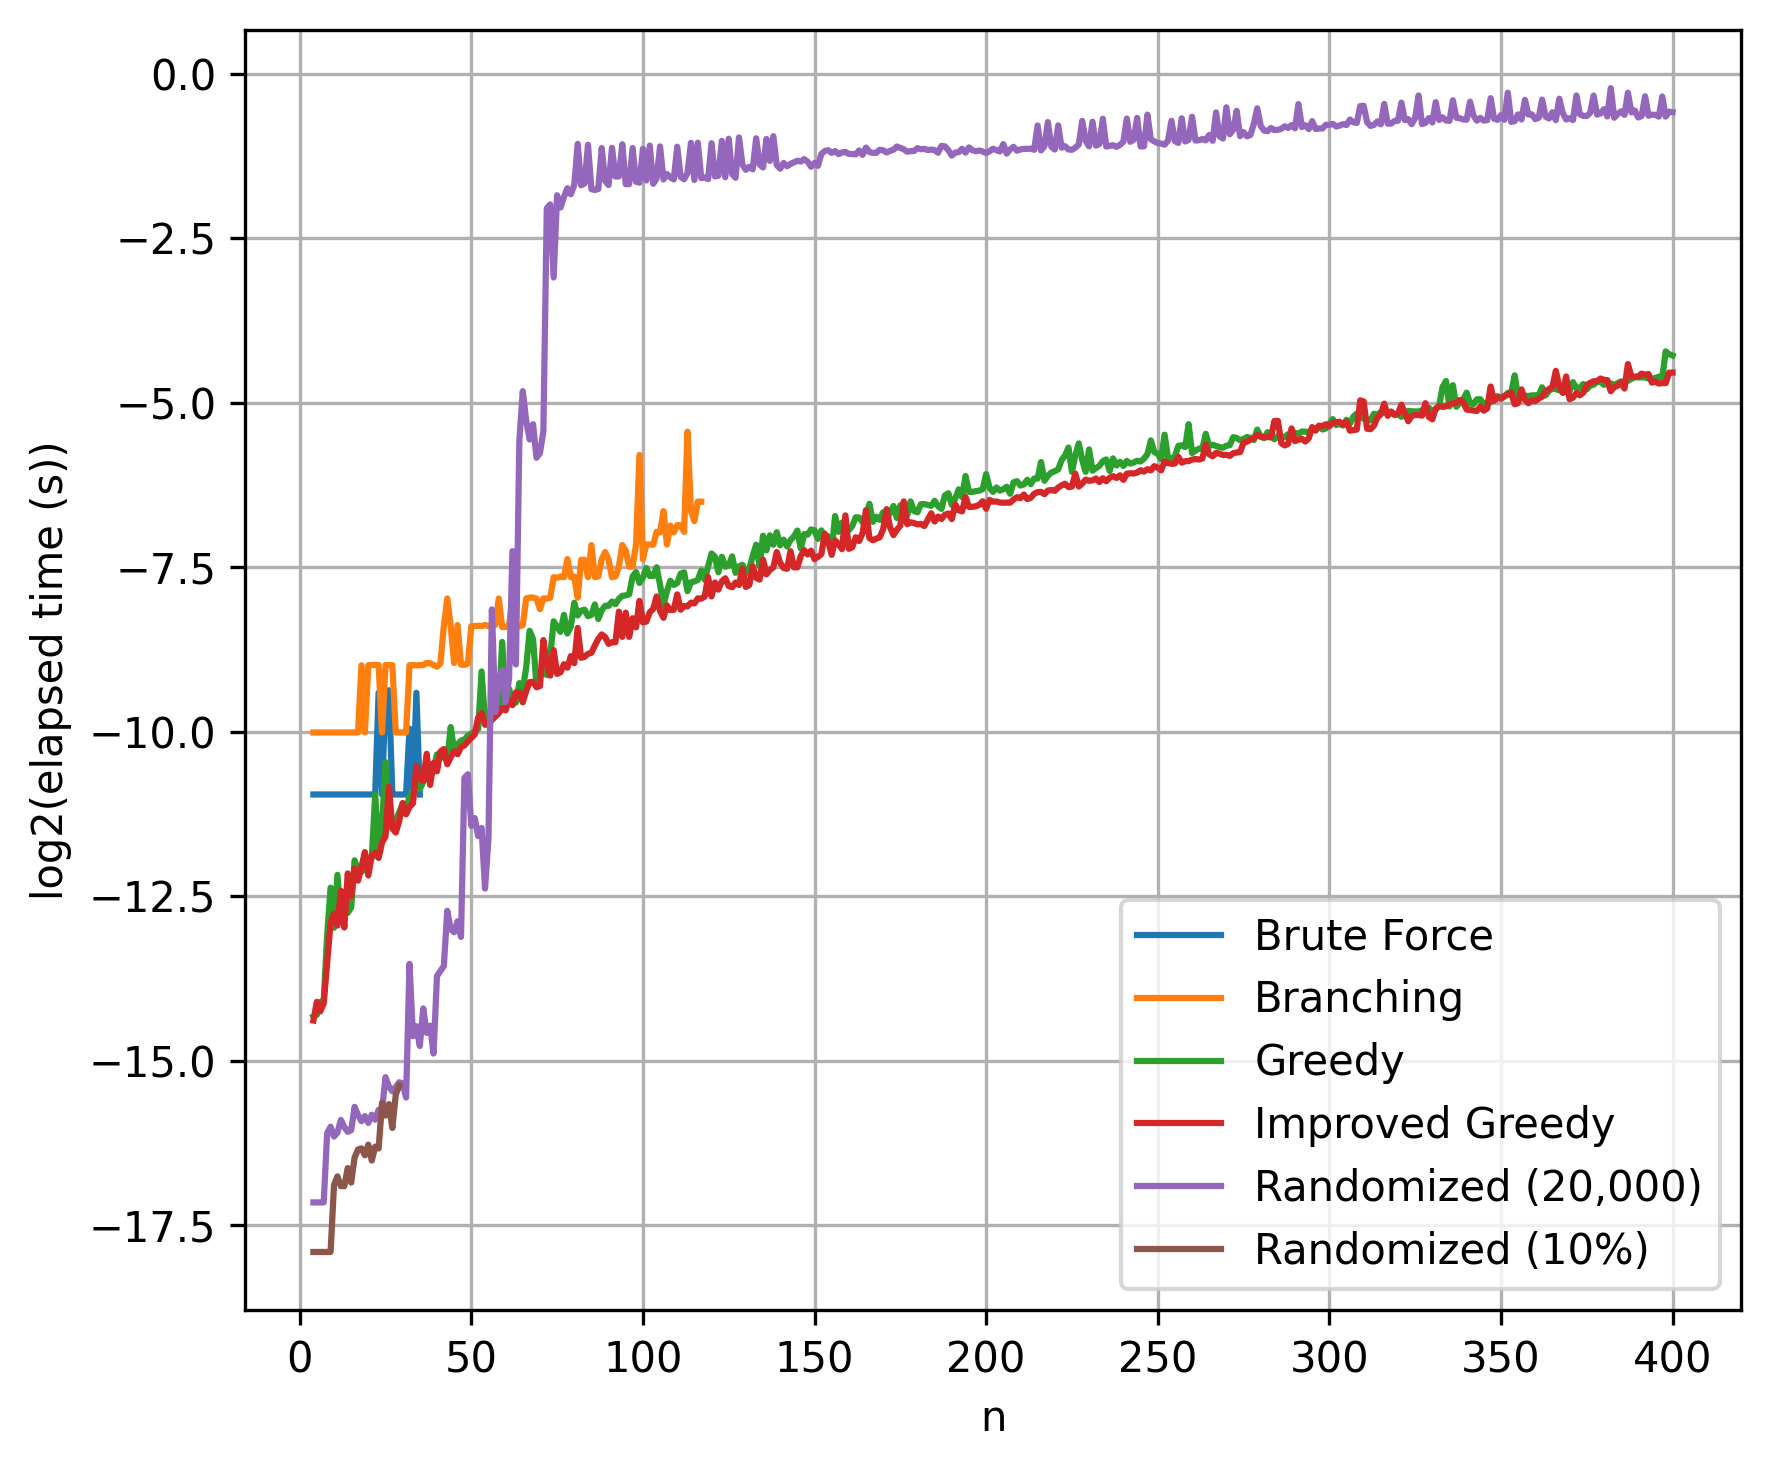 0.0
−2.5
−5.0
−7.5
−10.0
−12.5
−15.0
−17.5
log2(elapsed time (s))
Brute Force
Branching
Greedy
Improved Greedy
Randomized (20,000)
Randomized (10%)
0 50 100 150 200 250 300 350 400
n